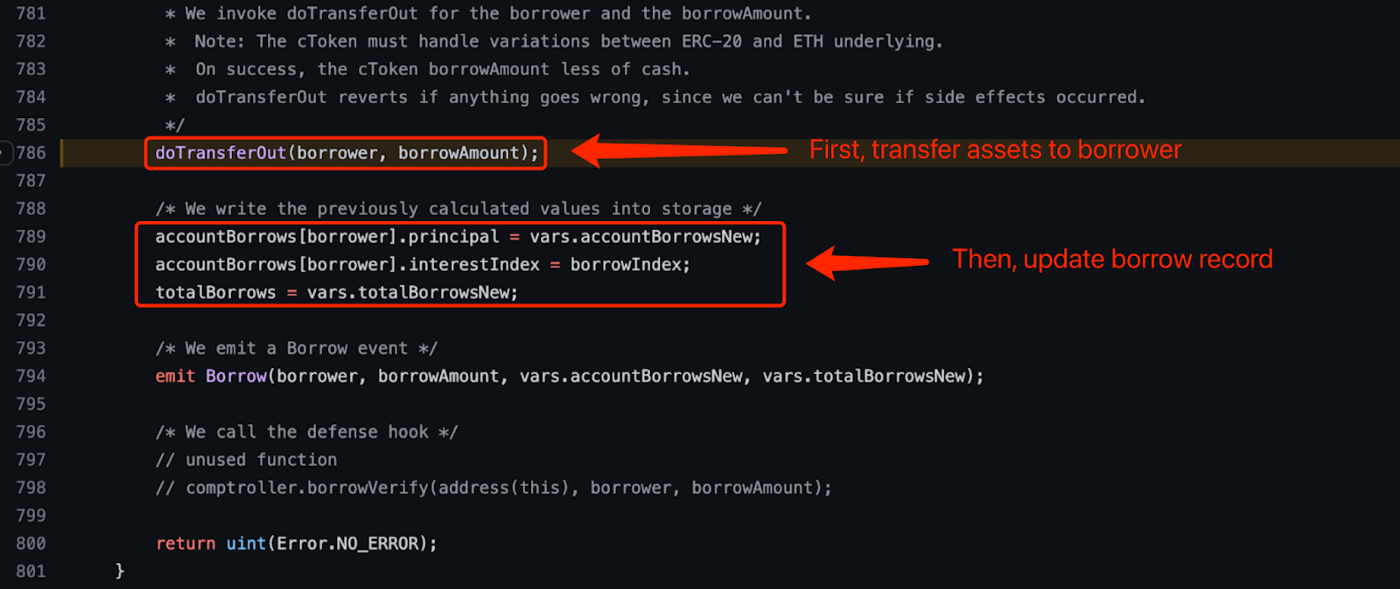 781 * We invoke doTransferOut for the borrower and the borrowAmount.
782 * Note: The cToken must handle variations between ERC-20 and ETH underlying.
783 * On success, the cToken borrowAmount less of cash.
784 * doTransferOut reverts if anything goes wrong, since we can't be sure if side effects occurred.
785 */
786 doTransferOut(borrower, borrowAmount); First, transfer assets to borrower
787
788 /* We write the previously calculated values into storage */
789 accountBorrows[borrower].principal = vars.accountBorrowsNew;
790 accountBorrows[borrower].interestIndex = borrowIndex; Then, update borrow record
791 totalBorrows = vars.totalBorrowsNew;
792
793 /* We emit a Borrow event */
794 emit Borrow(borrower, borrowAmount, vars.accountBorrowsNew, vars.totalBorrowsNew);
795
796 /* We call the defense hook */
797 // unused function
798 // comptroller.borrowVerify(address(this), borrower, borrowAmount);
799
800 return uint(Error.NO_ERROR);
801 }